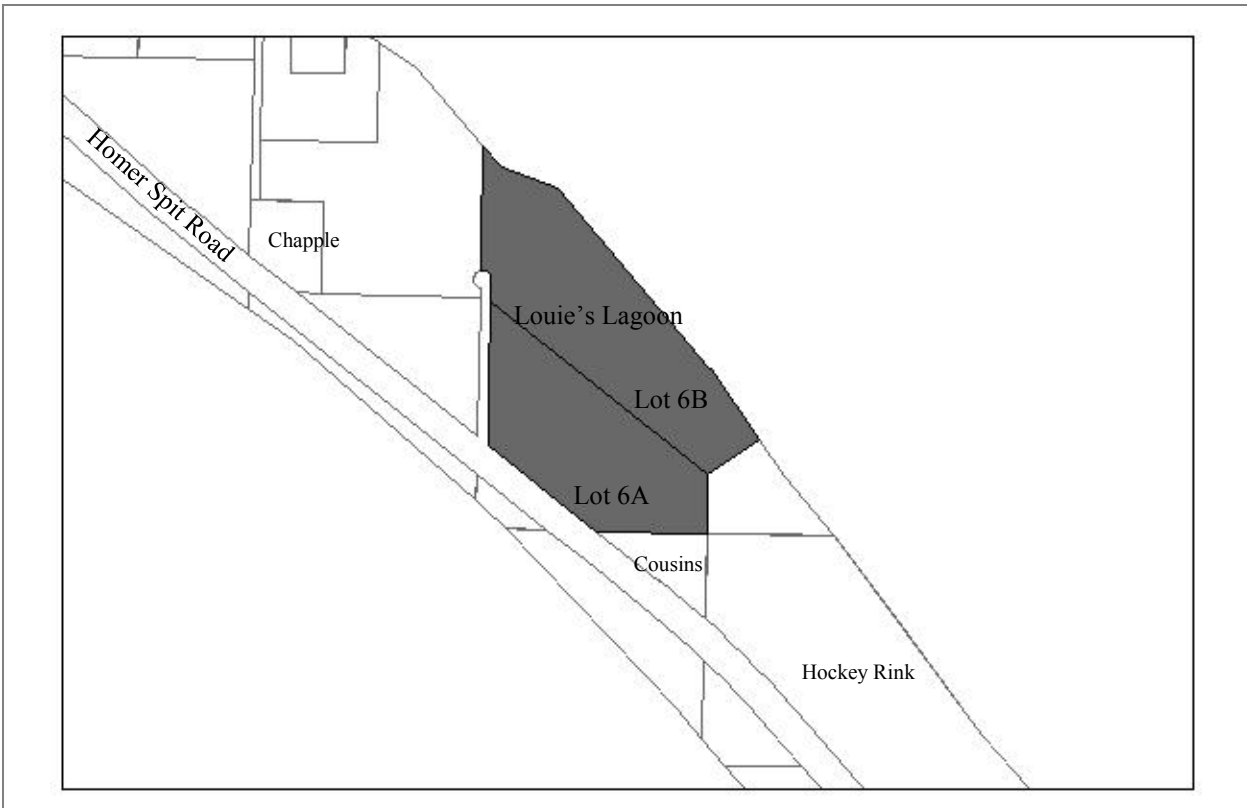 Homer Spit Road
Chapple
Louie’s Lagoon
Lot 6B
Lot 6A
Cousins
Hockey Rink